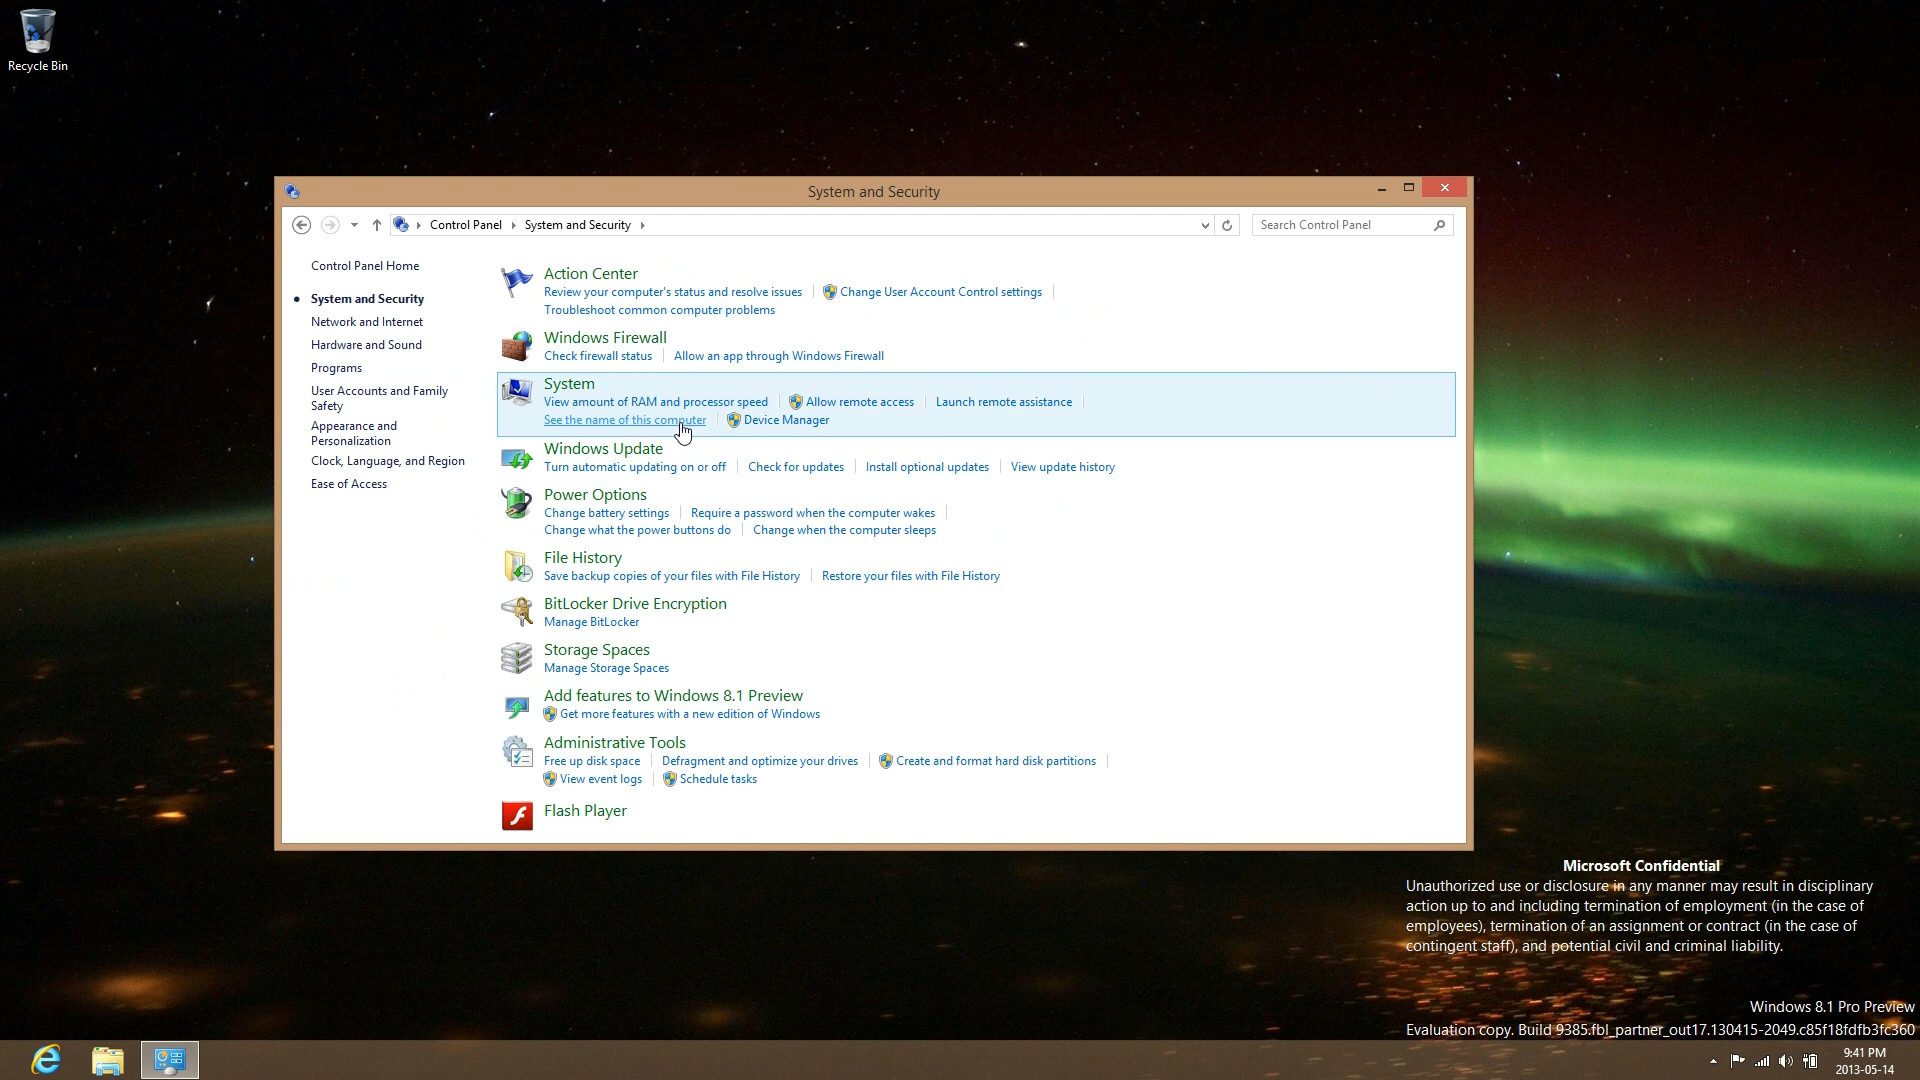 Recycle Bin
System and Security
Control Panel System and Security
Search Control Panel
Control Panel Home
System and Security
Network and Internet
Hardware and Sound
Programs
User Accounts and Family
Safety
Appearance and
Personalization
Clock, Language, and Region
Ease of Access
Action Center
Review your computer's status and resolve issues Change User Account Control settings
Troubleshoot common computer problems
Windows Firewall
Check firewall status Allow an app through Windows Firewall
System
View amount of RAM and processor speed Allow remote access Launch remote assistance
See the name of this computer Device Manager
Windows Update
Turn automatic updating on or off Check for updates Install optional updates View update history
Power Options
Change battery settings Require a password when the computer wakes
Change what the power buttons do Change when the computer sleeps
File History
Save backup copies of your files with File History Restore your files with File History
BitLocker Drive Encryption
Manage BitLocker
Storage Spaces
Manage Storage Spaces
Add features to Windows 8.1 Preview
Get more features with a new edition of Windows
Administrative Tools
Free up disk space Defragment and optimize your drives Create and format hard disk partitions
View event logs Schedule tasks
Flash Player
Microsoft Confidential
Unauthorized use or disclosure in any manner may result in disciplinary
action up to and including termination of employment (in the case of
employees), termination of an assignment or contract (in the case of
contingent staff), and potential civil and criminal liability.
Windows 8.1 Pro Preview
Evaluation copy. Build 9385.fbl_partner_out17.130415-2049.c85f18fdfb3fc360
9:41 PM
2013-05-14